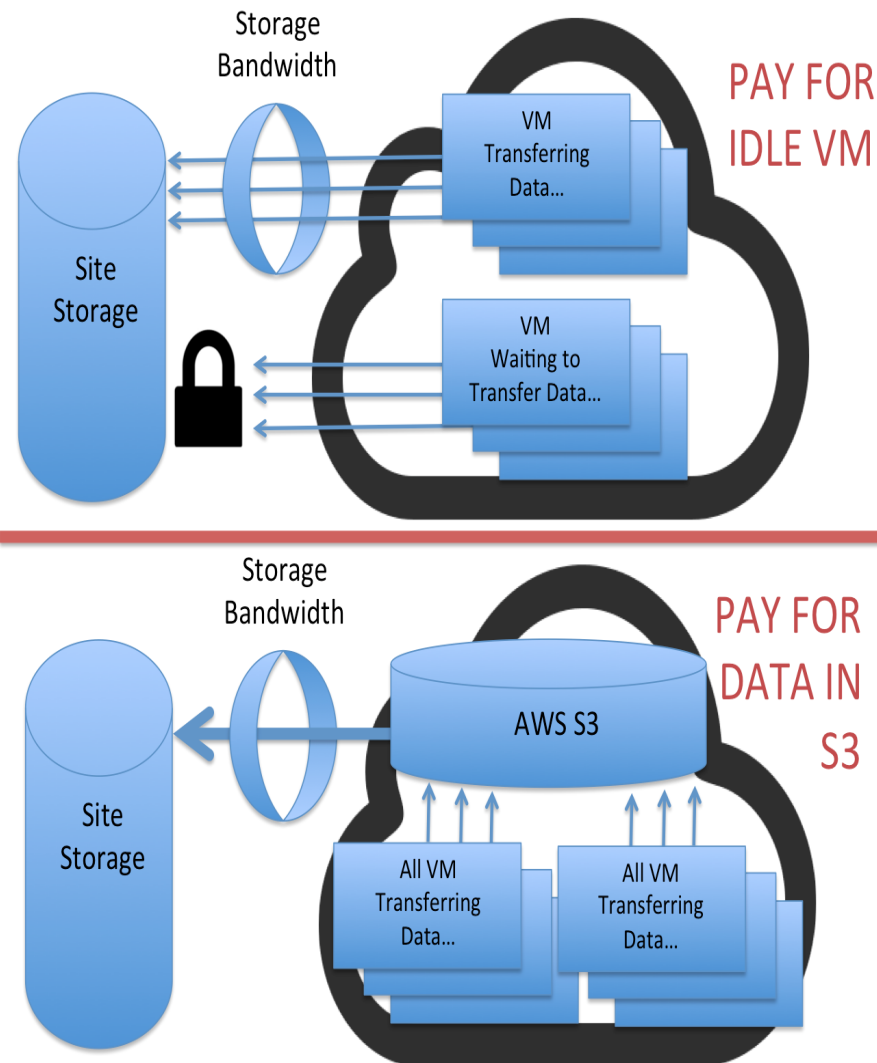 Storage
Bandwidth
PAY FOR
IDLE VM
VM
Transferring
Data...
Site
Storage
VM
Waiting to
Transfer Data...
Storage
Bandwidth
PAY FOR
DATA IN
S3
AWS S3
Site
Storage
All VM
Transferring
Data...
All VM
Transferring
Data...